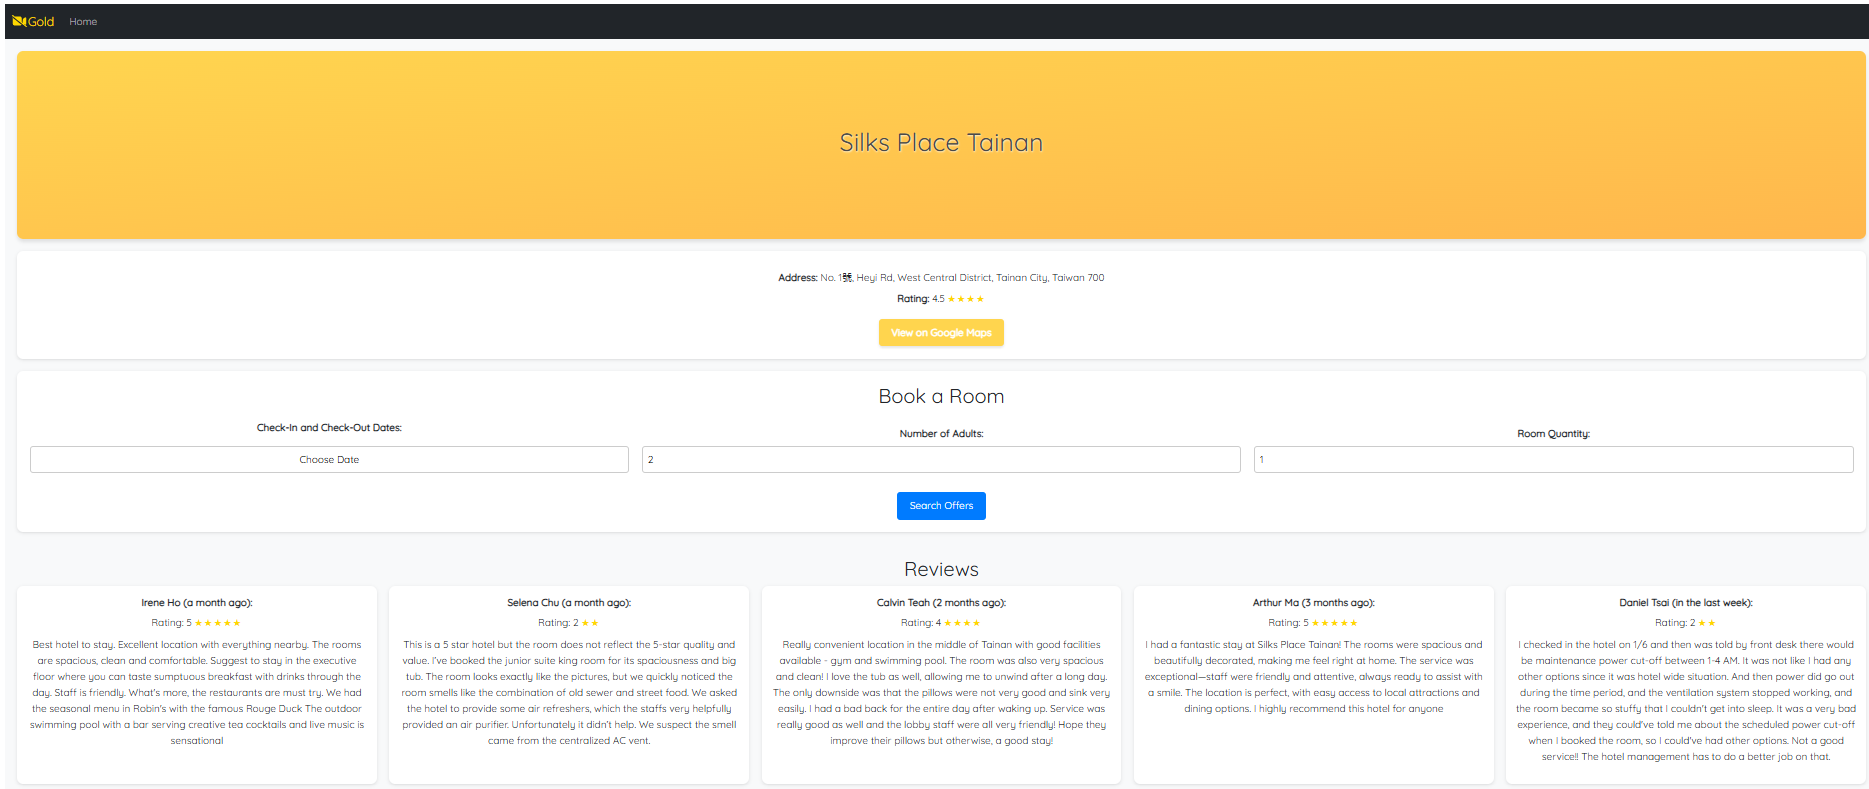 Gold Home
Silks Place Tainan
Address: No. 1號, Heyi Rd, West Central District, Tainan City, Taiwan 700
Rating: 4.5 ★★★★
View on Google Maps
Book a Room
Check-In and Check-Out Dates:
Choose Date
Number of Adults:
2
Room Quantity:
1
Search Offers
Reviews
Irene Ho (a month ago):
Rating: 5 ★★★★★
Best hotel to stay. Excellent location with everything nearby. The rooms
are spacious, clean and comfortable. Suggest to stay in the executive
floor where you can taste sumptuous breakfast with drinks through the
day. Staff is friendly. What's more, the restaurants are must try. We had
the seasonal menu in Robin's with the famous Rouge Duck The outdoor
swimming pool with a bar serving creative tea cocktails and live music is
sensational
Selena Chu (a month ago):
Rating: 2 ★★
This is a 5 star hotel but the room does not reflect the 5-star quality and
value. I've booked the junior suite king room for its spaciousness and big
tub. The room looks exactly like the pictures, but we quickly noticed the
room smells like the combination of old sewer and street food. We asked
the hotel to provide some air refreshers, which the staffs very helpfully
provided an air purifier. Unfortunately it didn't help. We suspect the smell
came from the centralized AC vent.
Calvin Teah (2 months ago):
Rating: 4 ★★★★
Really convenient location in the middle of Tainan with good facilities
available - gym and swimming pool. The room was also very spacious
and clean! I love the tub as well, allowing me to unwind after a long day.
The only downside was that the pillows were not very good and sink very
easily. I had a bad back for the entire day after waking up. Service was
really good as well and the lobby staff were all very friendly! Hope they
improve their pillows but otherwise, a good stay!
Arthur Ma (3 months ago):
Rating: 5 ★★★★★
I had a fantastic stay at Silks Place Tainan! The rooms were spacious and
beautifully decorated, making me feel right at home. The service was
exceptional—staff were friendly and attentive, always ready to assist with
a smile. The location is perfect, with easy access to local attractions and
dining options. I highly recommend this hotel for anyone
Daniel Tsai (in the last week):
Rating: 2 ★★
I checked in the hotel on 1/6 and then was told by front desk there would
be maintenance power cut-off between 1-4 AM. It was not like I had any
other options since it was hotel wide situation. And then power did go out
during the time period, and the ventilation system stopped working, and
the room became so stuffy that I couldn't get into sleep. It was a very bad
experience, and they could've told me about the scheduled power cut-off
when I booked the room, so I could've had other options. Not a good
service!! The hotel management has to do a better job on that.